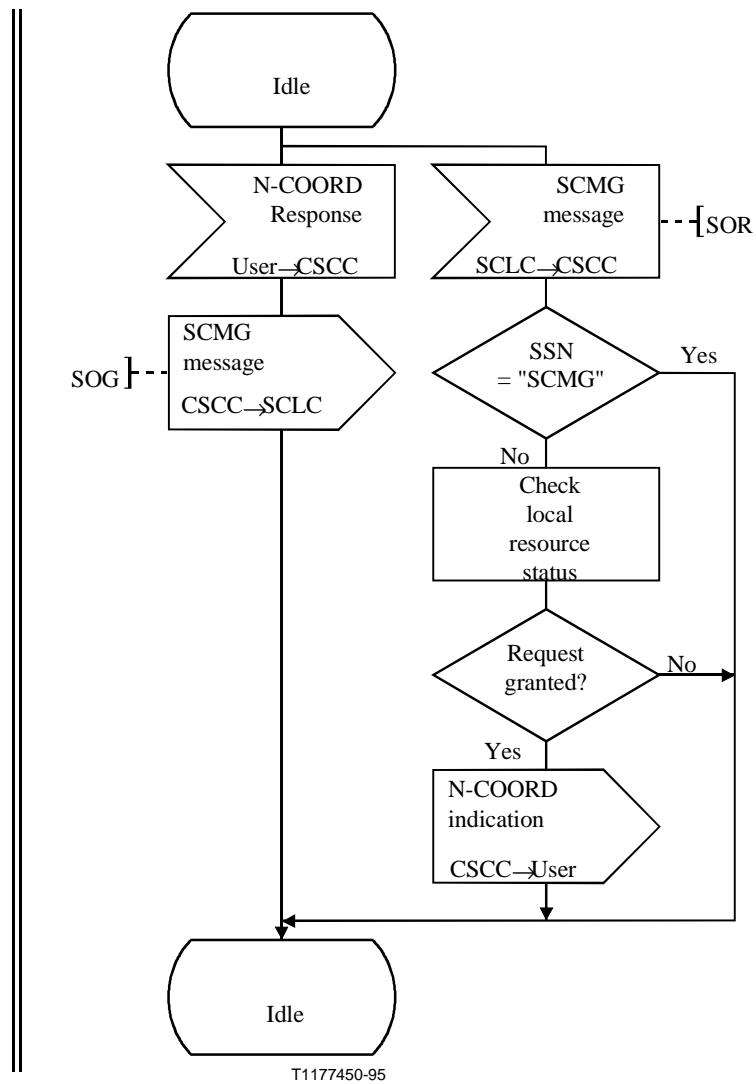 Idle
N-COORD
Response
User→CSCC
SCMG
message
SCLC→CSCC
SOR
SCMG
message
CSCC→SCLC
SOG
SSN
= "SCMG"
Yes
No
Check
local
resource
status
Request
granted?
No
Yes
N-COORD
indication
CSCC→User
Idle
T1177450-95